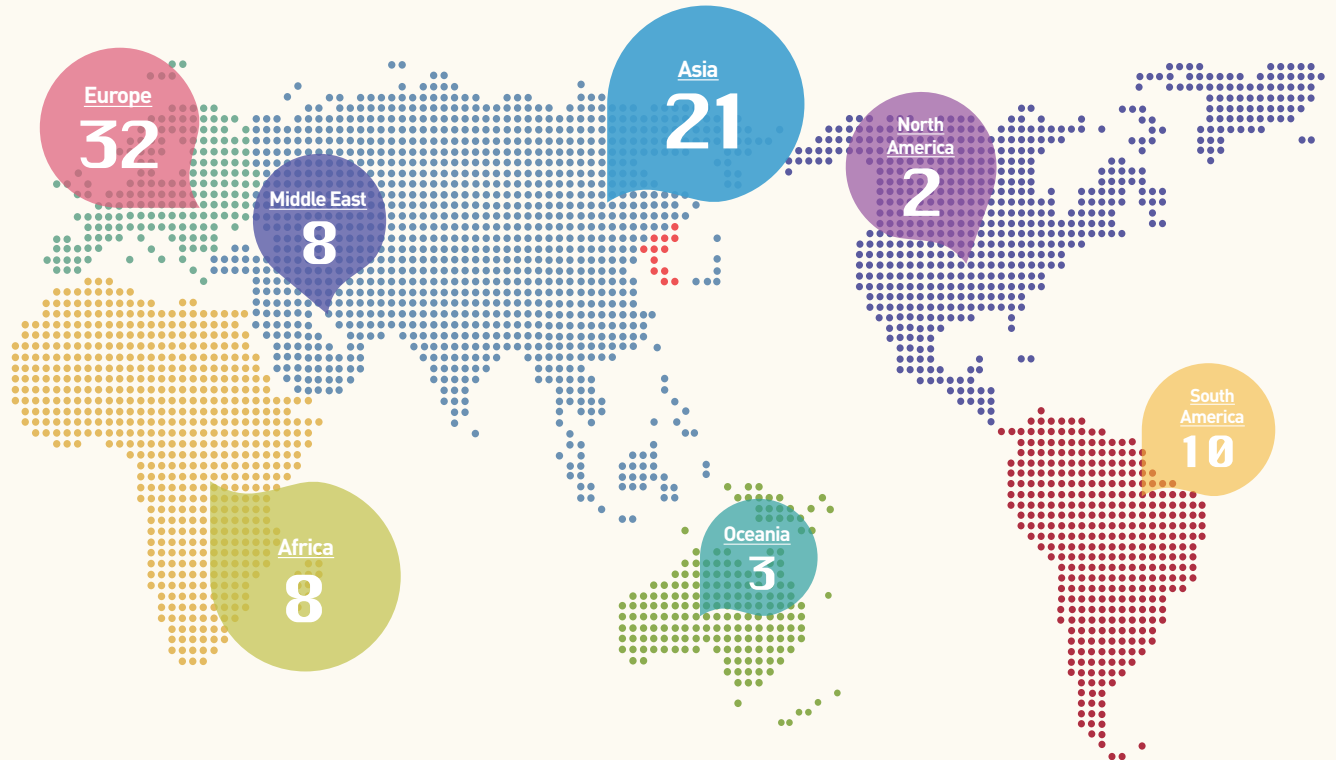 Europe
32
Asia
21
Middle East
8
North
America
2
South
America
10
Africa
8
Oceania
3